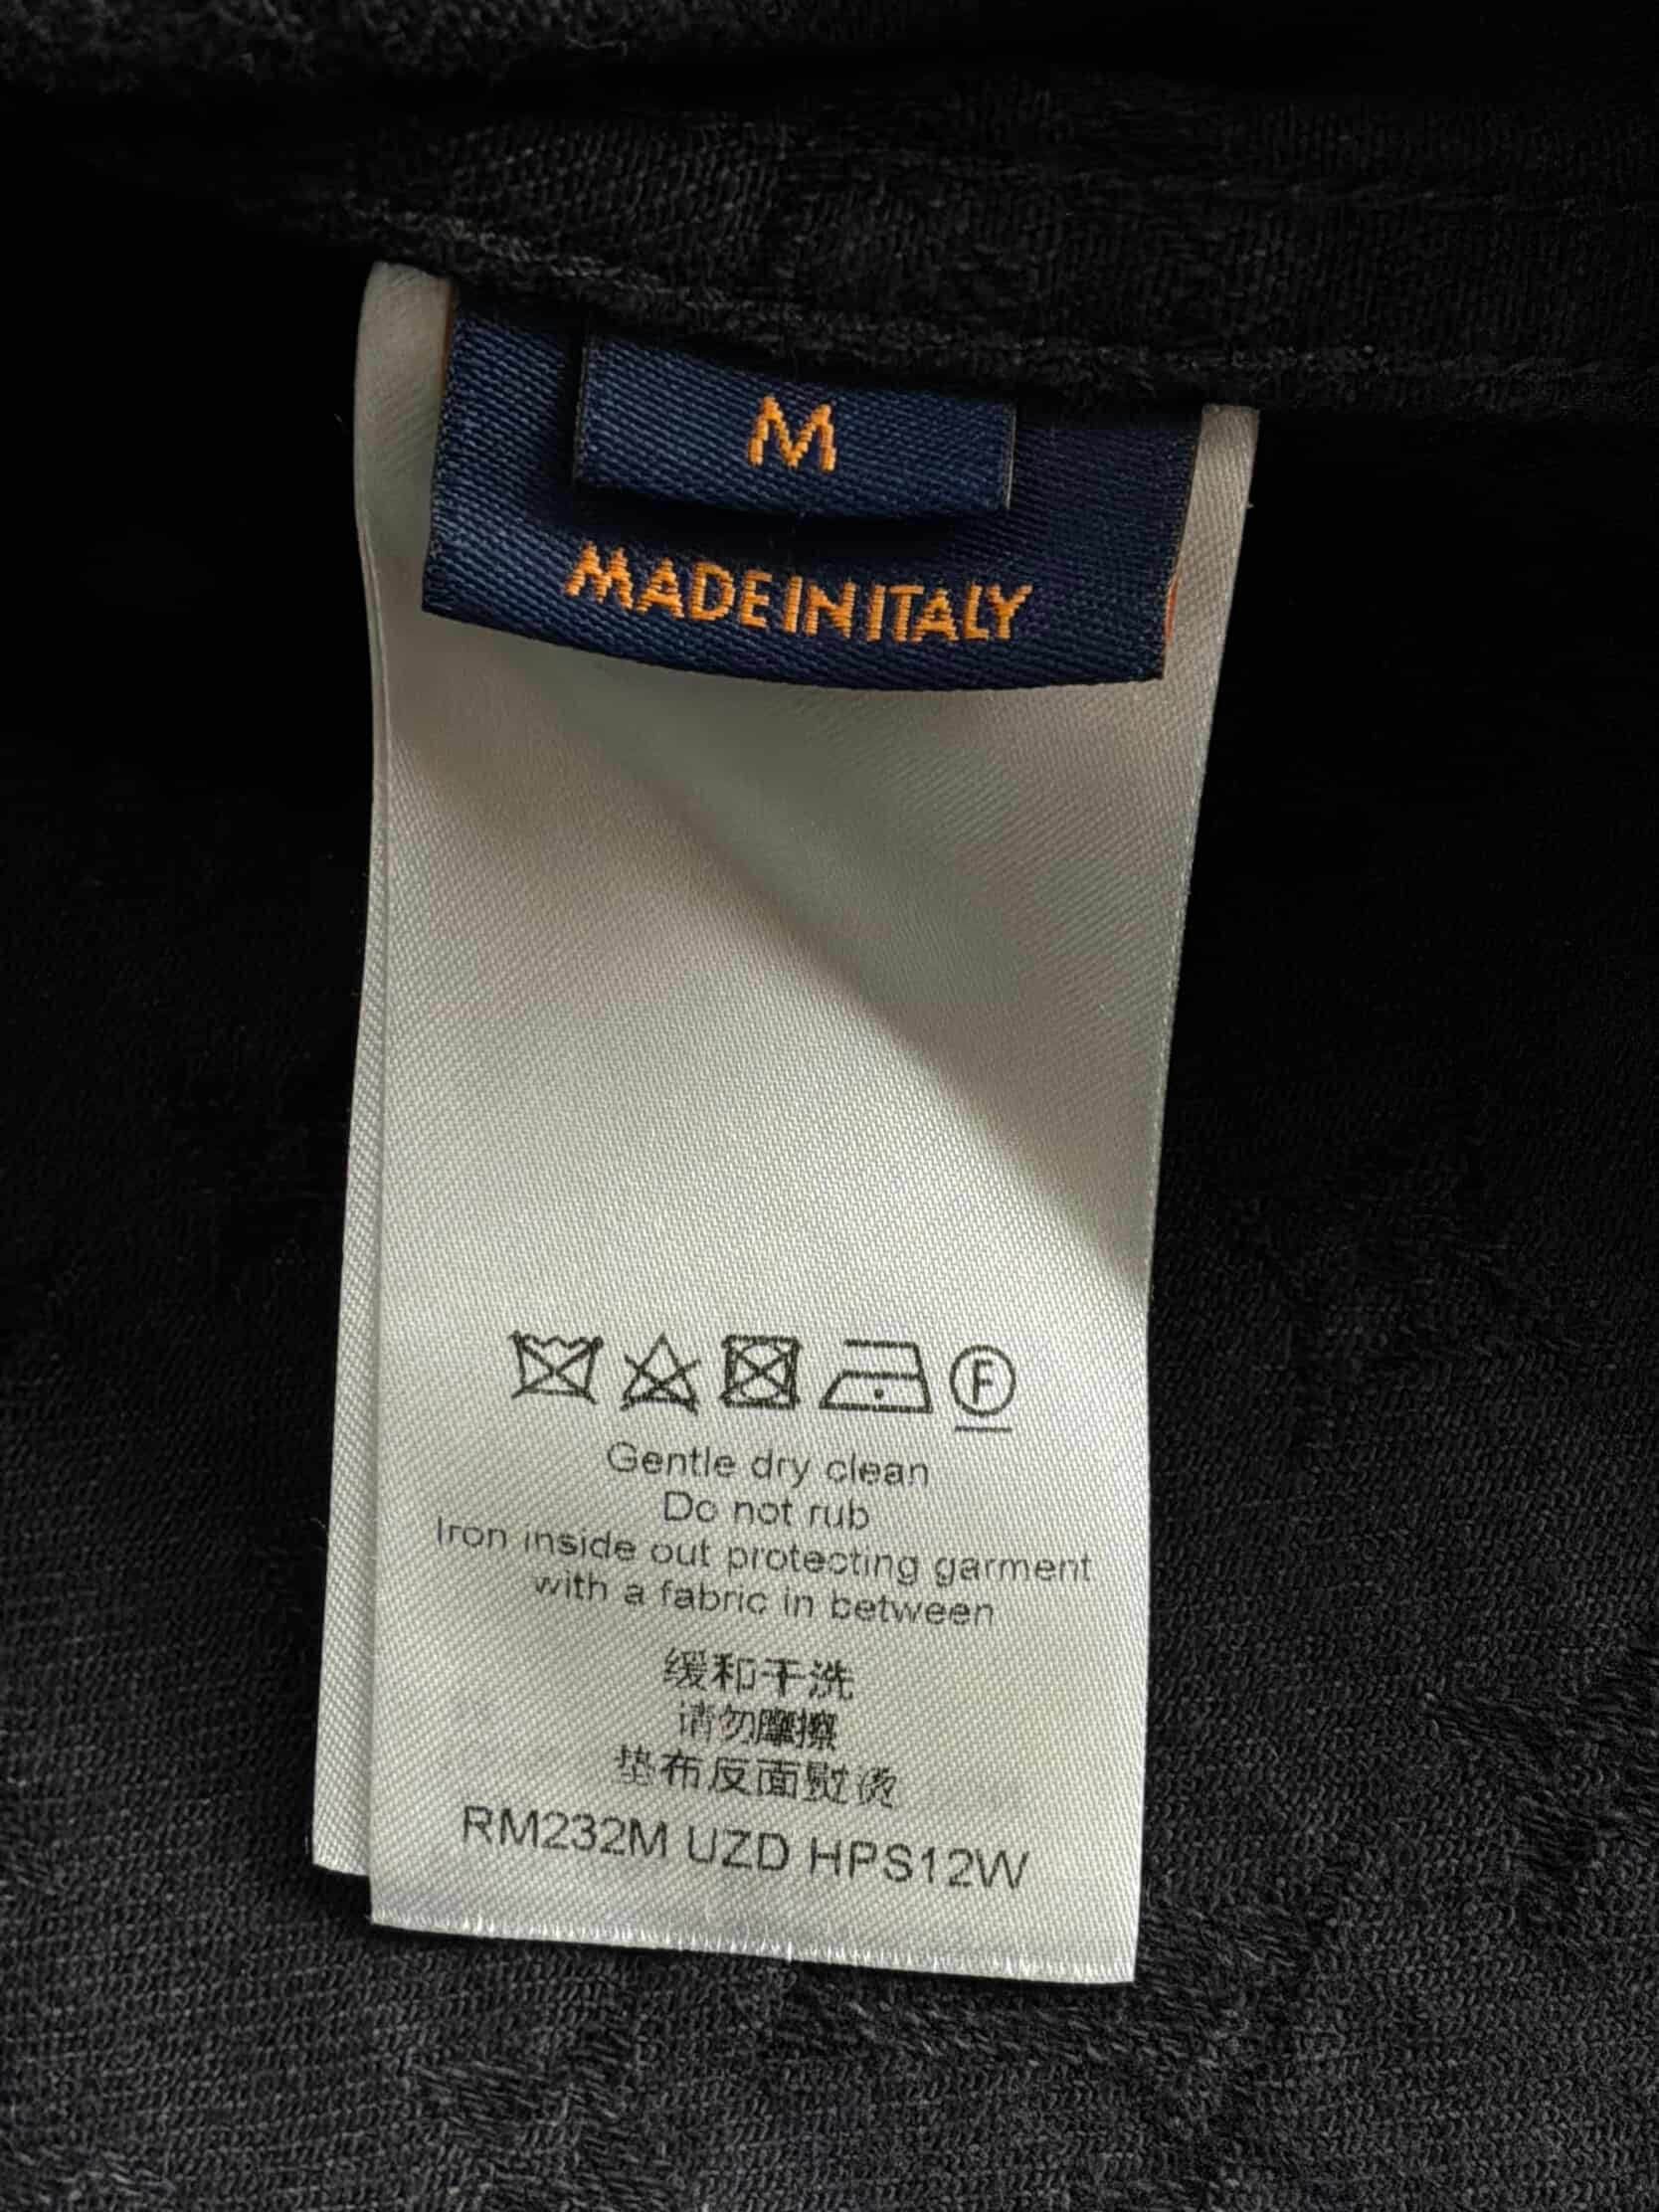 M
MADE IN ITALY
F
Gentle dry clean
Do not rub
Iron inside out protecting garment
with a fabric in between
缓和干洗
请勿摩擦
垫布反面熨烫
RM232M UZD HPS12W